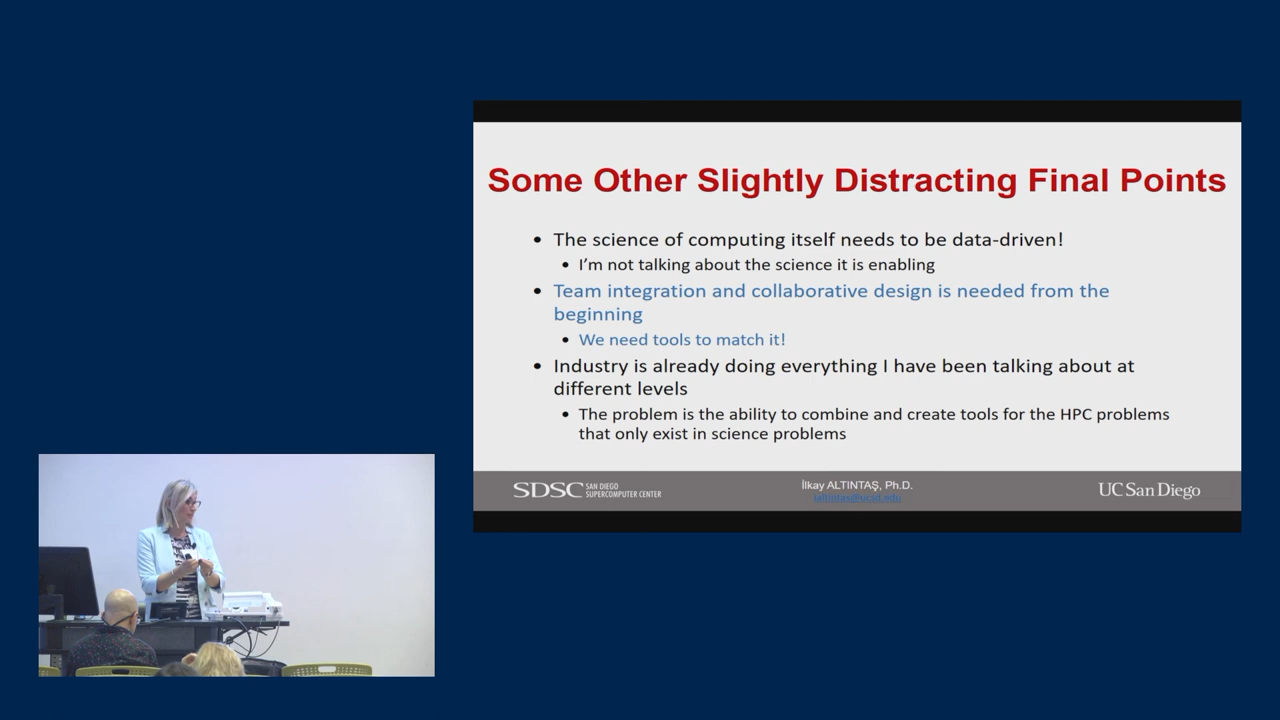 Some Other Slightly Distracting Final Points
• The science of computing itself needs to be data-driven!
• I’m not talking about the science it is enabling
• Team integration and collaborative design is needed from the
beginning
• We need tools to match it!
• Industry is already doing everything I have been talking about at
different levels
• The problem is the ability to combine and create tools for the HPC problems
that only exist in science problems
SDSC SAN DIEGO
SUPERCOMPUTER CENTER
İlkay ALTINTAŞ, Ph.D.
ialtintas@ucsd.edu
UC San Diego